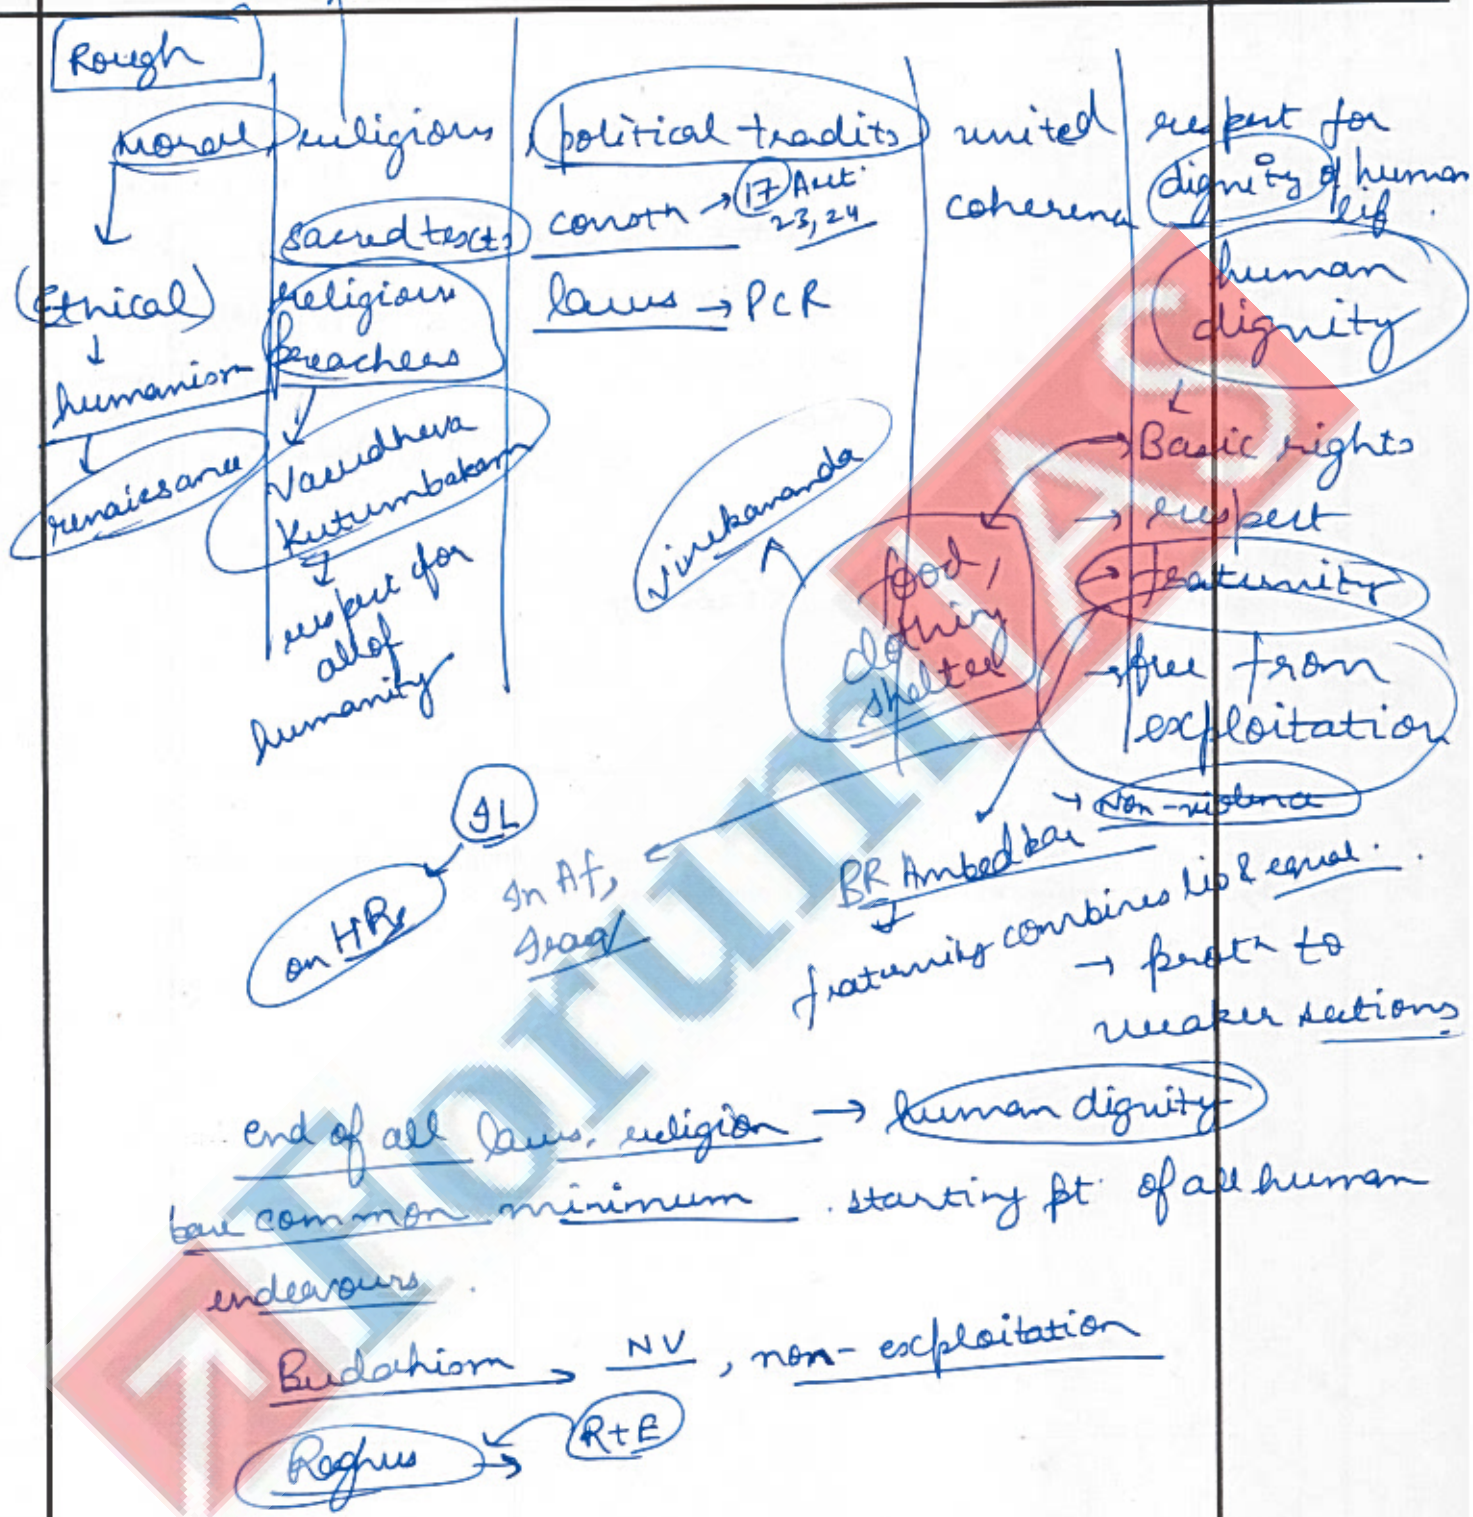 Rough
moral
(Ethical)
humanism
renaissance
religious
sacred texts
religious
preachers
Vasudheva
Kutumbakam
respect for
all of
humanity
political tradits
constn → 17 Art.
23, 24
laws → PCR
united
coherence
respect for
dignity of human
life.
human
dignity
→ Basic rights
→ respect
→ fraternity
→ free from
exploitation
→ Non-violence
food,
clothing
shelter
vivekananda
IL
on HRs
In Af,
Iraq
BR Ambedkar
fraternity combines lib & equal.
→ protn to
weaker sections
end of all laws, religion → human dignity
bare common minimum. starting pt. of all human
endeavours.
Buddhism → NV, non-exploitation
R+E
ForumIAS